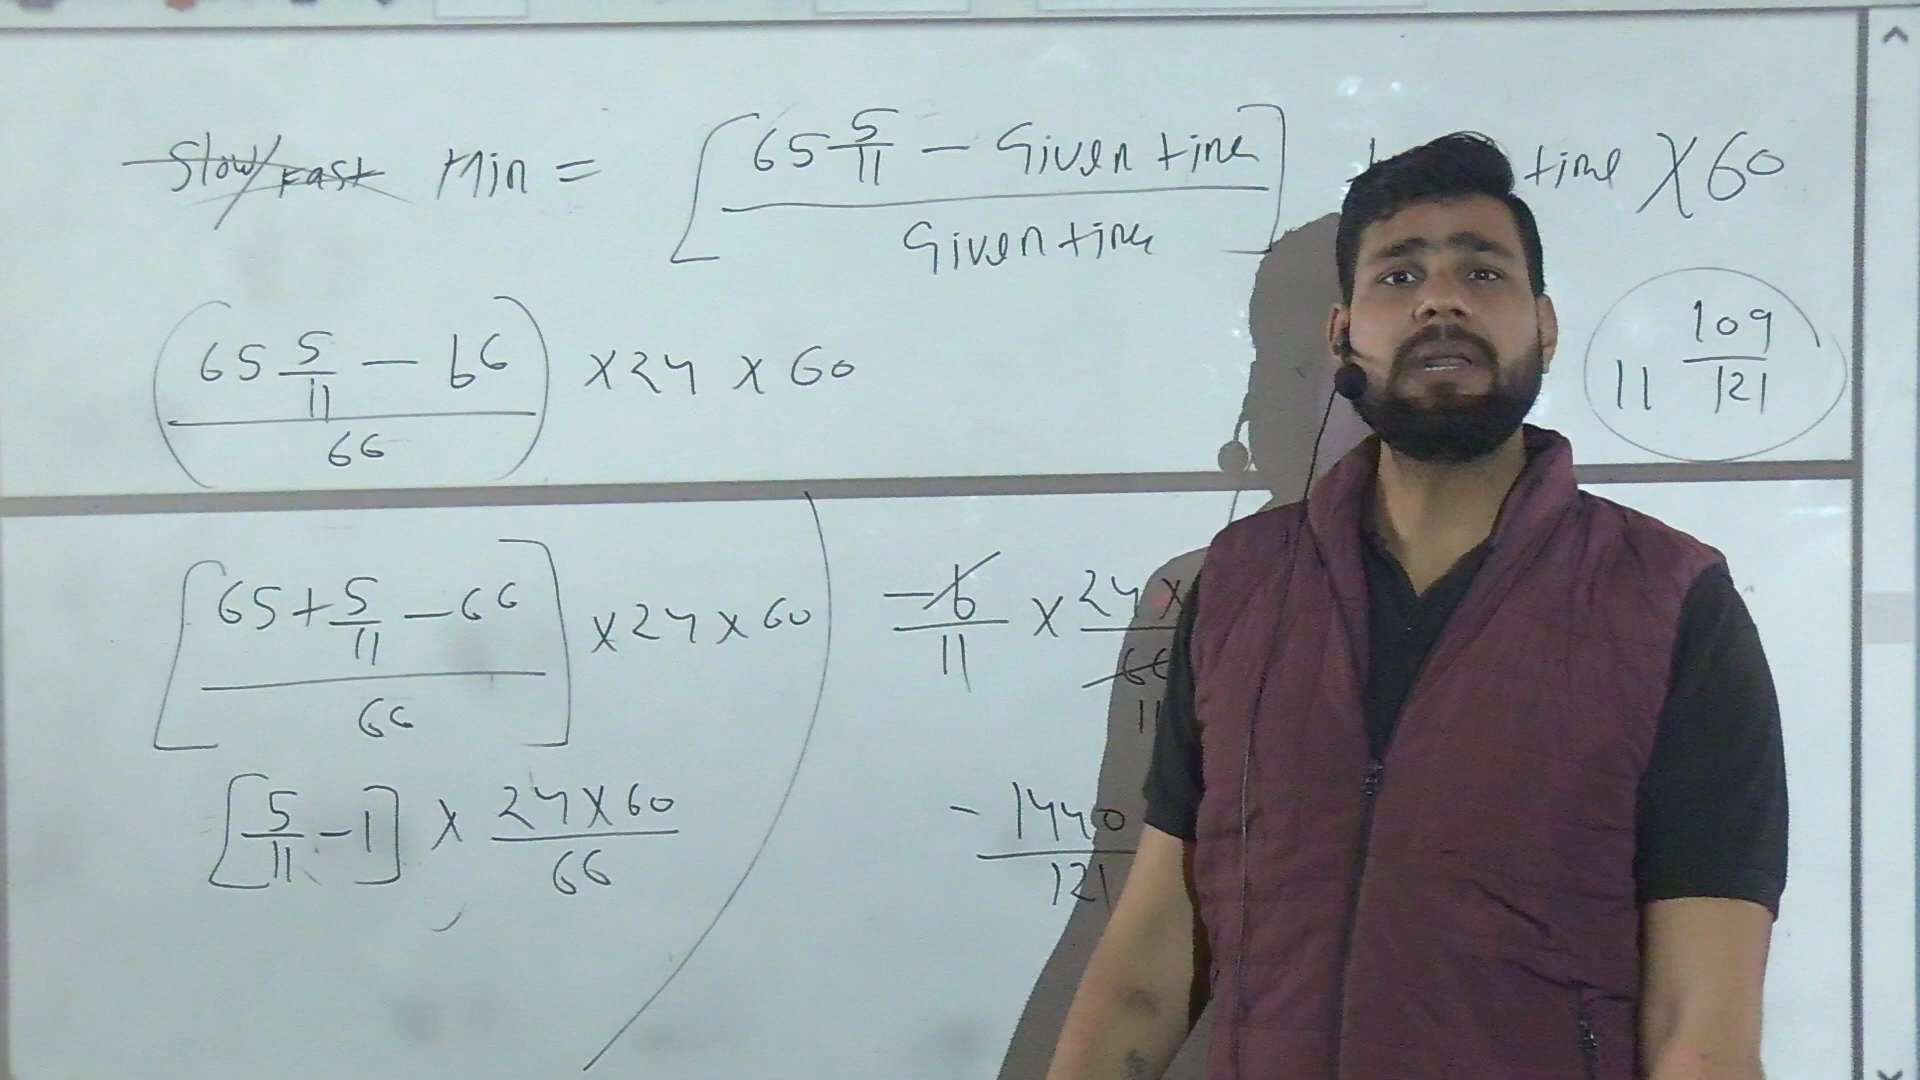 Slow/Fast Min = [ (65 5/11 - Given time) / Given time ] time X 60
( (65 5/11 - 66) / 66 ) X 24 X 60
11 109/121
[ (65 + 5/11 - 66) / 66 ] X 24 X 60
[ 5/11 - 1 ] X (24 X 60) / 66
-6/11 X 24 X / 66
11
- 1440 / 121